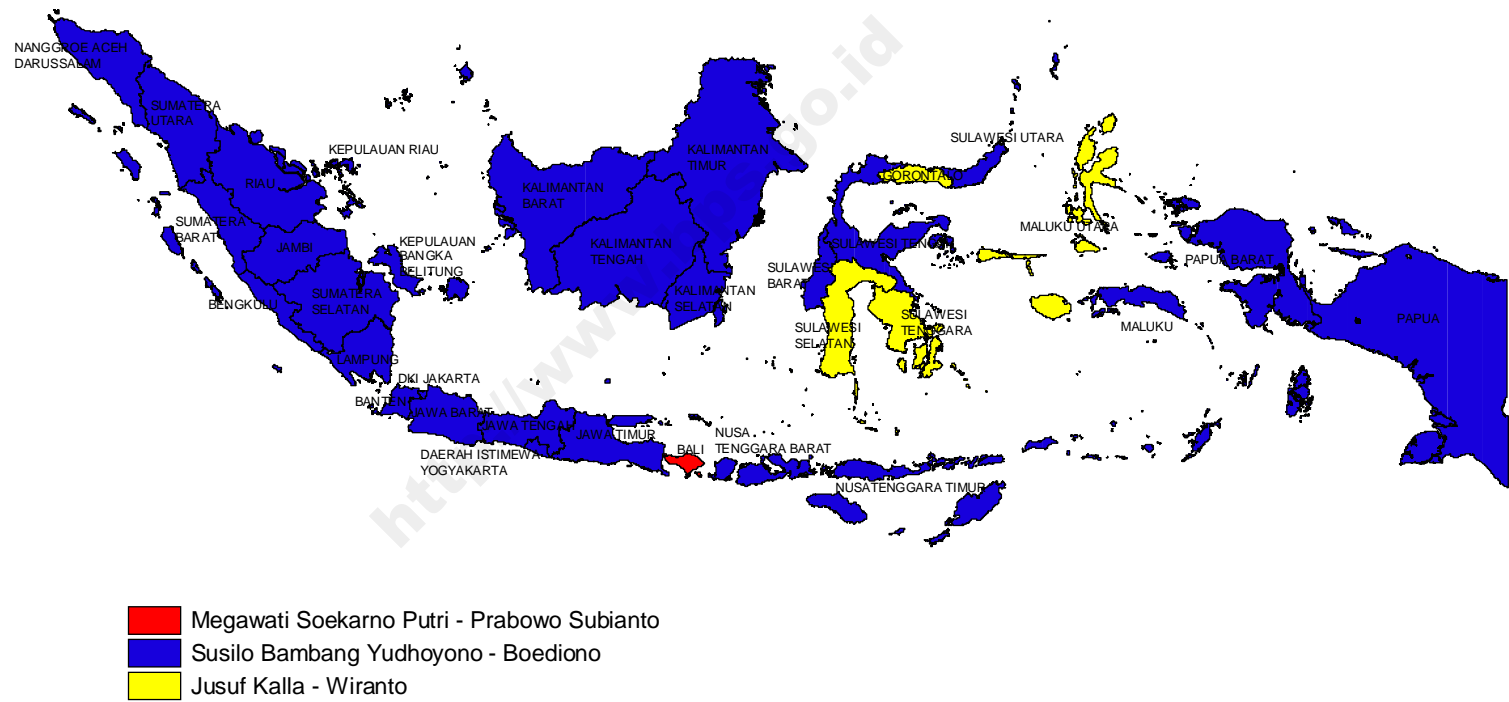 NANGGROE ACEH
DARUSSALAM
SUMATERA
UTARA
KEPULAUAN RIAU
RIAU
SUMATERA
BARAT
JAMBI
KEPULAUAN
BANGKA
BELITUNG
BENGKULU
SUMATERA
SELATAN
LAMPUNG
DKI JAKARTA
BANTEN
JAWA BARAT
JAWA TENGAH
DAERAH ISTIMEWA
YOGYAKARTA
JAWA TIMUR
BALI
NUSA
TENGGARA BARAT
NUSATENGGARA TIMUR
KALIMANTAN
BARAT
KALIMANTAN
TENGAH
KALIMANTAN
TIMUR
KALIMANTAN
SELATAN
SULAWESI UTARA
GORONTALO
SULAWESI TENGAH
SULAWESI
BARAT
SULAWESI
SELATAN
SULAWESI
TENGGARA
MALUKU UTARA
MALUKU
PAPUA BARAT
PAPUA
Megawati Soekarno Putri - Prabowo Subianto
Susilo Bambang Yudhoyono - Boediono
Jusuf Kalla - Wiranto